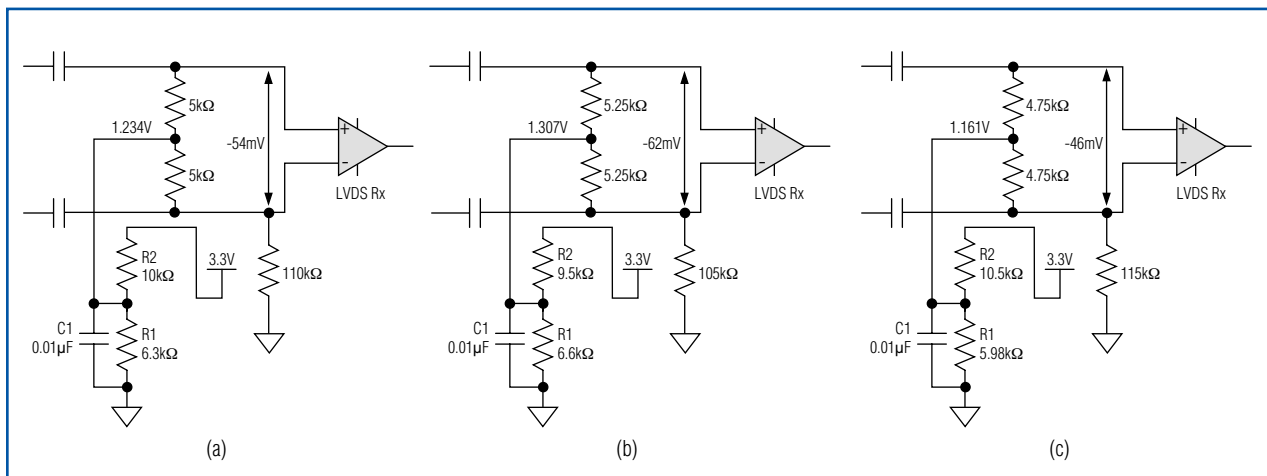 5kΩ
1.234V
5kΩ
-54mV
+
-
LVDS Rx
R2
10kΩ
3.3V
110kΩ
C1
0.01µF
R1
6.3kΩ
(a)
5.25kΩ
1.307V
5.25kΩ
-62mV
+
-
LVDS Rx
R2
9.5kΩ
3.3V
105kΩ
C1
0.01µF
R1
6.6kΩ
(b)
4.75kΩ
1.161V
4.75kΩ
-46mV
+
-
LVDS Rx
R2
10.5kΩ
3.3V
115kΩ
C1
0.01µF
R1
5.98kΩ
(c)